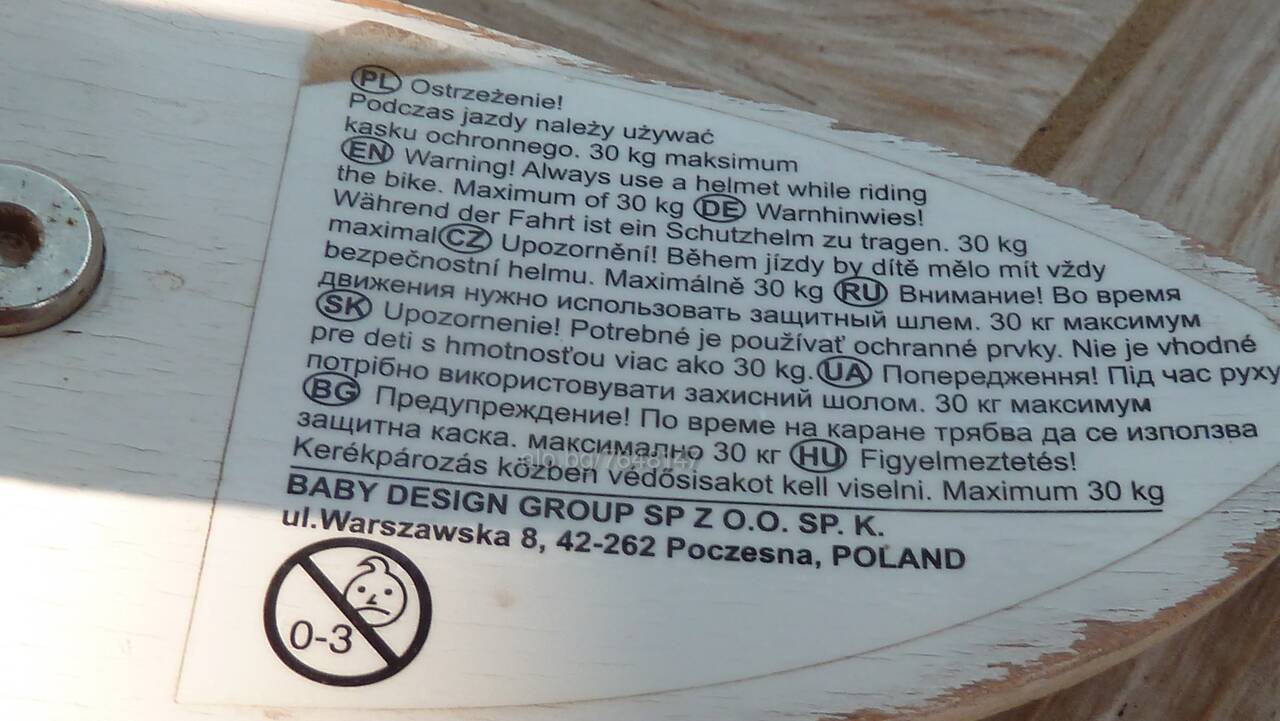 PL Ostrzeżenie!
Podczas jazdy należy używać
kasku ochronnego. 30 kg maksimum
EN Warning! Always use a helmet while riding
the bike. Maximum of 30 kg DE Warnhinwies!
Während der Fahrt ist ein Schutzhelm zu tragen. 30 kg
maximal CZ Upozornění! Během jízdy by dítě mělo mít vždy
bezpečnostní helmu. Maximálně 30 kg RU Внимание! Во время
движения нужно использовать защитный шлем. 30 кг максимум
SK Upozornenie! Potrebné je používať ochranné prvky. Nie je vhodné
pre deti s hmotnosťou viac ako 30 kg. UA Попередження! Під час руху
потрібно використовувати захисний шолом. 30 кг максимум
BG Предупреждение! По време на каране трябва да се използва
защитна каска. максимално 30 кг HU Figyelmeztetés!
Kerékpározás közben védősisakot kell viselni. Maximum 30 kg
alo.bg/7648147
BABY DESIGN GROUP SP Z O.O. SP. K.
ul.Warszawska 8, 42-262 Poczesna, POLAND
0-3